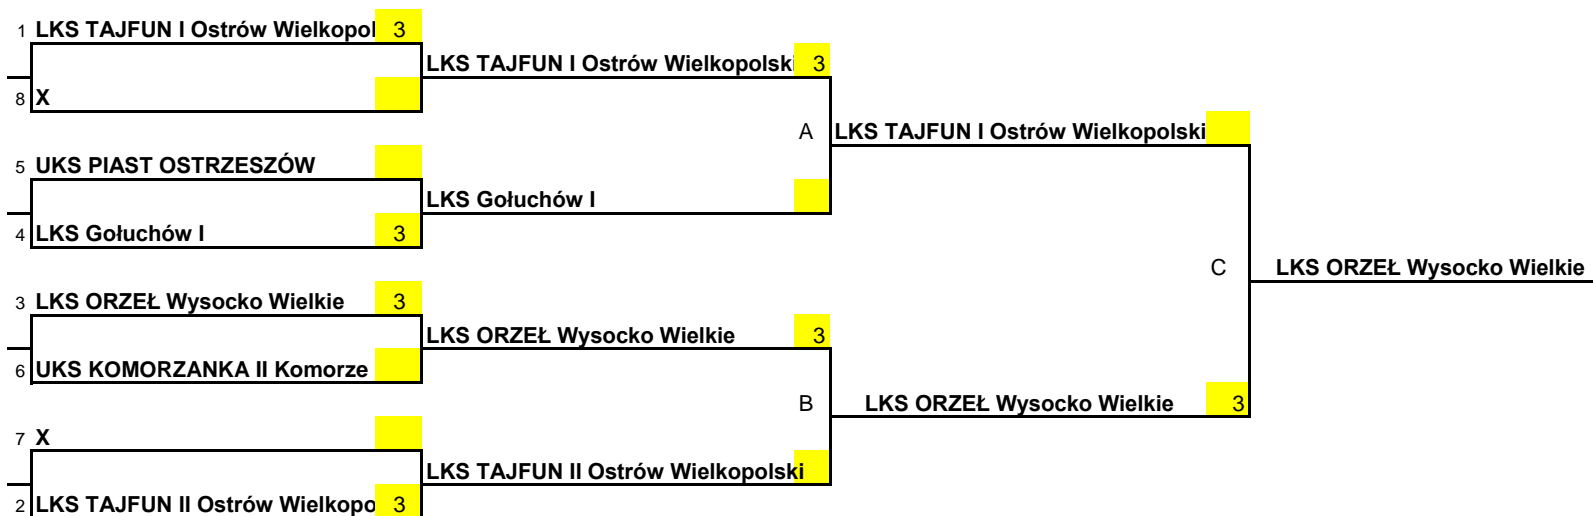 1 LKS TAJFUN I Ostrów Wielkopol 3
LKS TAJFUN I Ostrów Wielkopolski 3
8 X
A LKS TAJFUN I Ostrów Wielkopolski
5 UKS PIAST OSTRZESZÓW
LKS Gołuchów I
4 LKS Gołuchów I 3
C LKS ORZEŁ Wysocko Wielkie
3 LKS ORZEŁ Wysocko Wielkie 3
LKS ORZEŁ Wysocko Wielkie 3
6 UKS KOMORZANKA II Komorze
B LKS ORZEŁ Wysocko Wielkie 3
7 X
LKS TAJFUN II Ostrów Wielkopolski
2 LKS TAJFUN II Ostrów Wielkopo 3